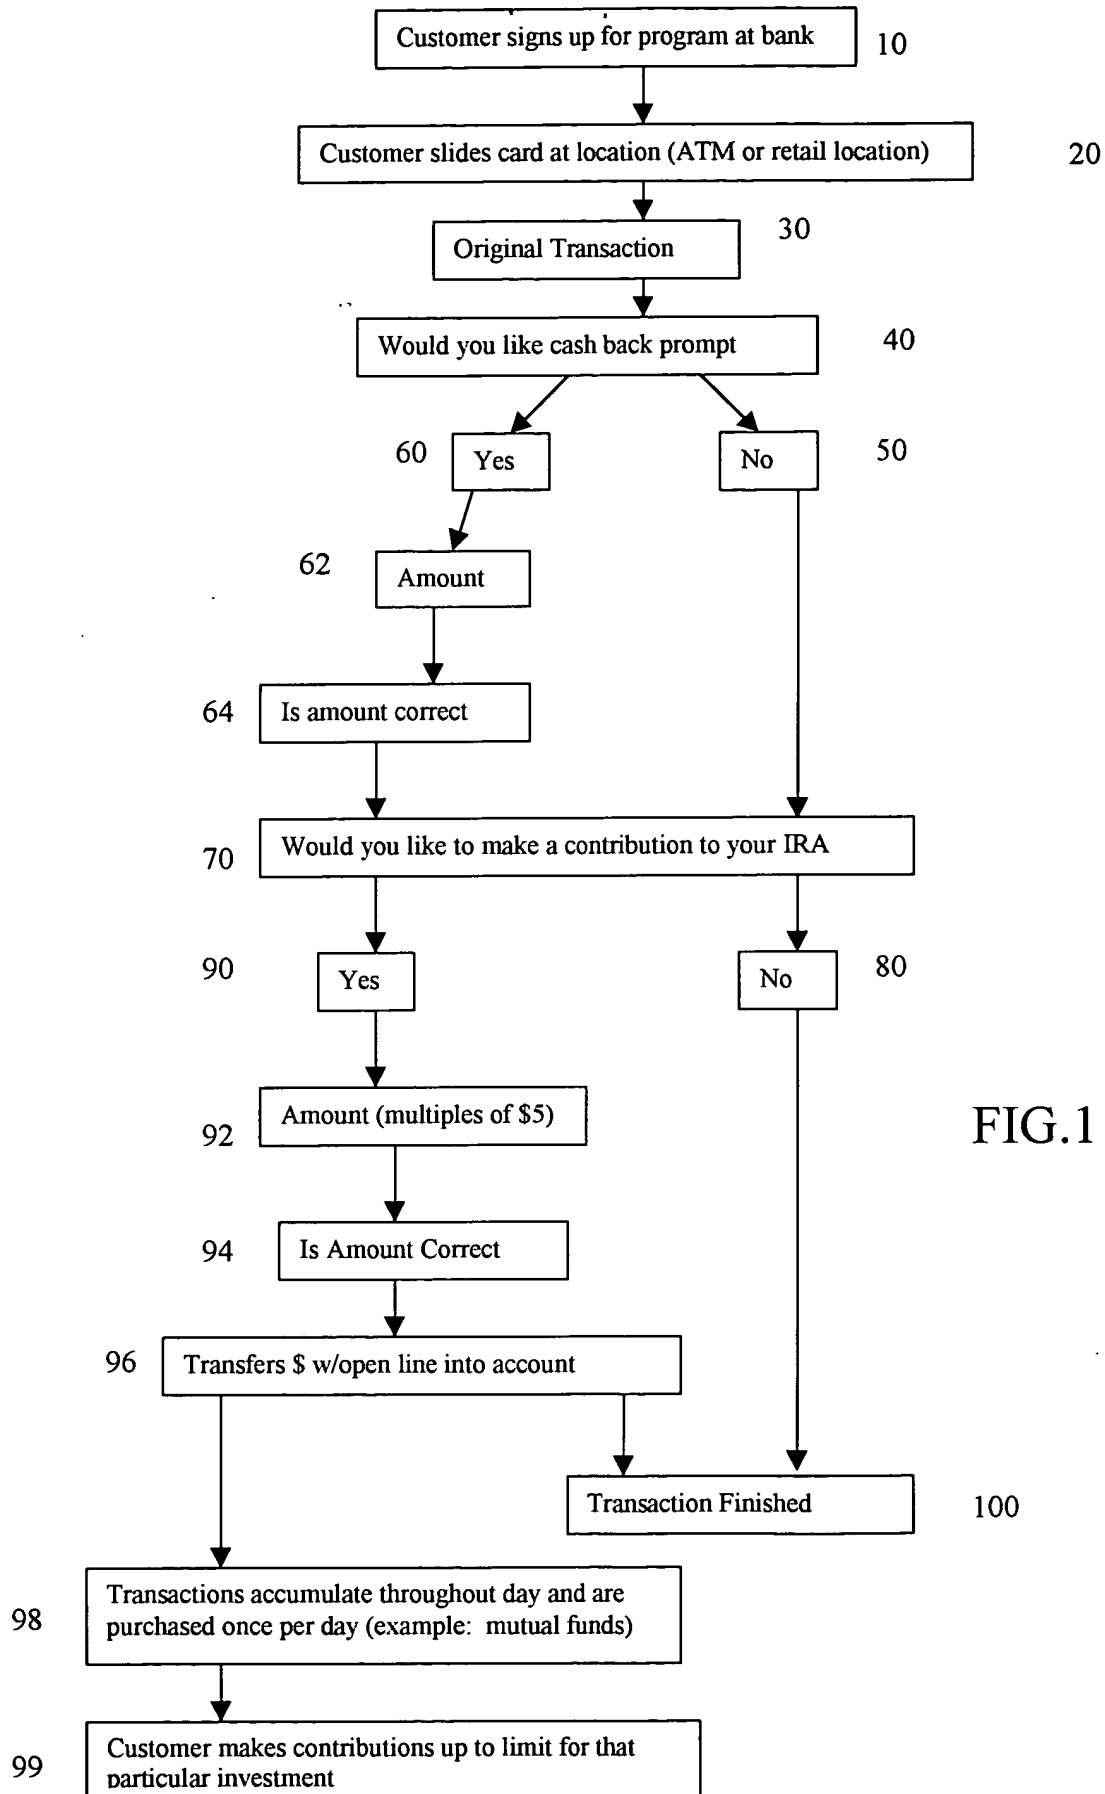 Customer signs up for program at bank
10
Customer slides card at location (ATM or retail location)
20
Original Transaction
30
Would you like cash back prompt
40
60
Yes
No
50
62
Amount
64
Is amount correct
70
Would you like to make a contribution to your IRA
90
Yes
No
80
92
Amount (multiples of $5)
FIG.1
94
Is Amount Correct
96
Transfers $ w/open line into account
Transaction Finished
100
98
Transactions accumulate throughout day and are
purchased once per day (example: mutual funds)
99
Customer makes contributions up to limit for that
particular investment